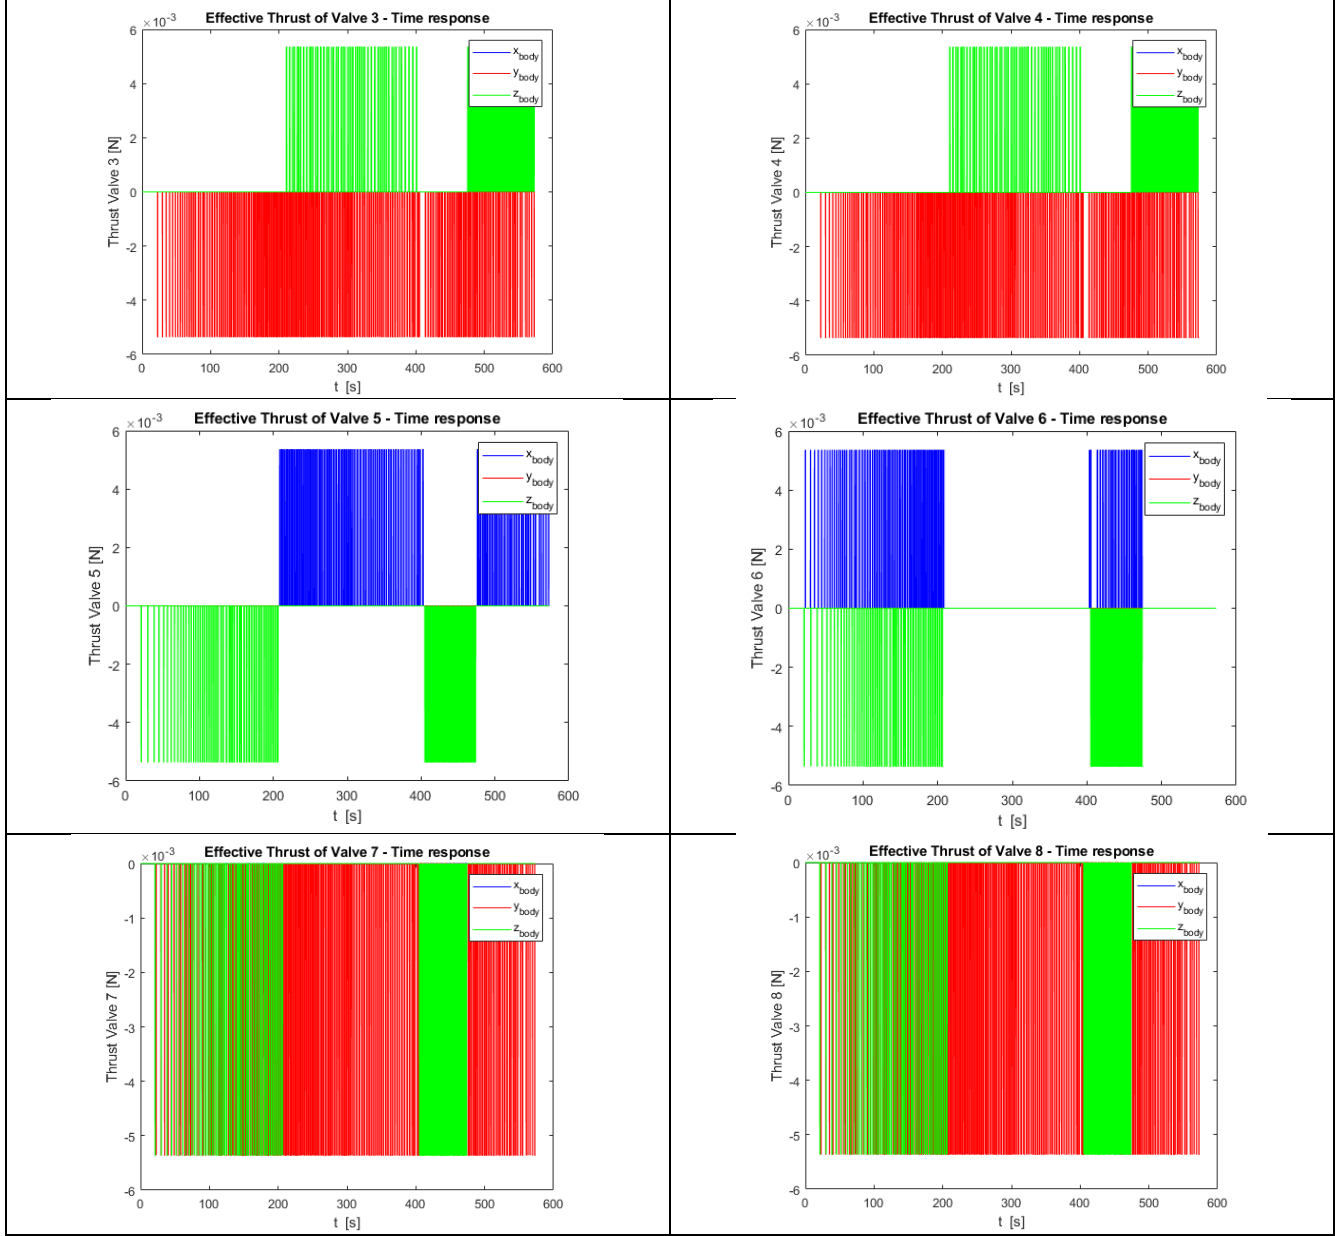 Effective Thrust of Valve 3 - Time response
×10⁻³
6
4
2
0
-2
-4
-6
Thrust Valve 3 [N]
x_body
y_body
z_body
0 100 200 300 400 500 600
t [s]
Effective Thrust of Valve 4 - Time response
×10⁻³
6
4
2
0
-2
-4
-6
Thrust Valve 4 [N]
x_body
y_body
z_body
0 100 200 300 400 500 600
t [s]
Effective Thrust of Valve 5 - Time response
×10⁻³
6
4
2
0
-2
-4
-6
Thrust Valve 5 [N]
x_body
y_body
z_body
0 100 200 300 400 500 600
t [s]
Effective Thrust of Valve 6 - Time response
×10⁻³
6
4
2
0
-2
-4
-6
Thrust Valve 6 [N]
x_body
y_body
z_body
0 100 200 300 400 500 600
t [s]
Effective Thrust of Valve 7 - Time response
×10⁻³
0
-1
-2
-3
-4
-5
-6
Thrust Valve 7 [N]
x_body
y_body
z_body
0 100 200 300 400 500 600
t [s]
Effective Thrust of Valve 8 - Time response
×10⁻³
0
-1
-2
-3
-4
-5
-6
Thrust Valve 8 [N]
x_body
y_body
z_body
0 100 200 300 400 500 600
t [s]